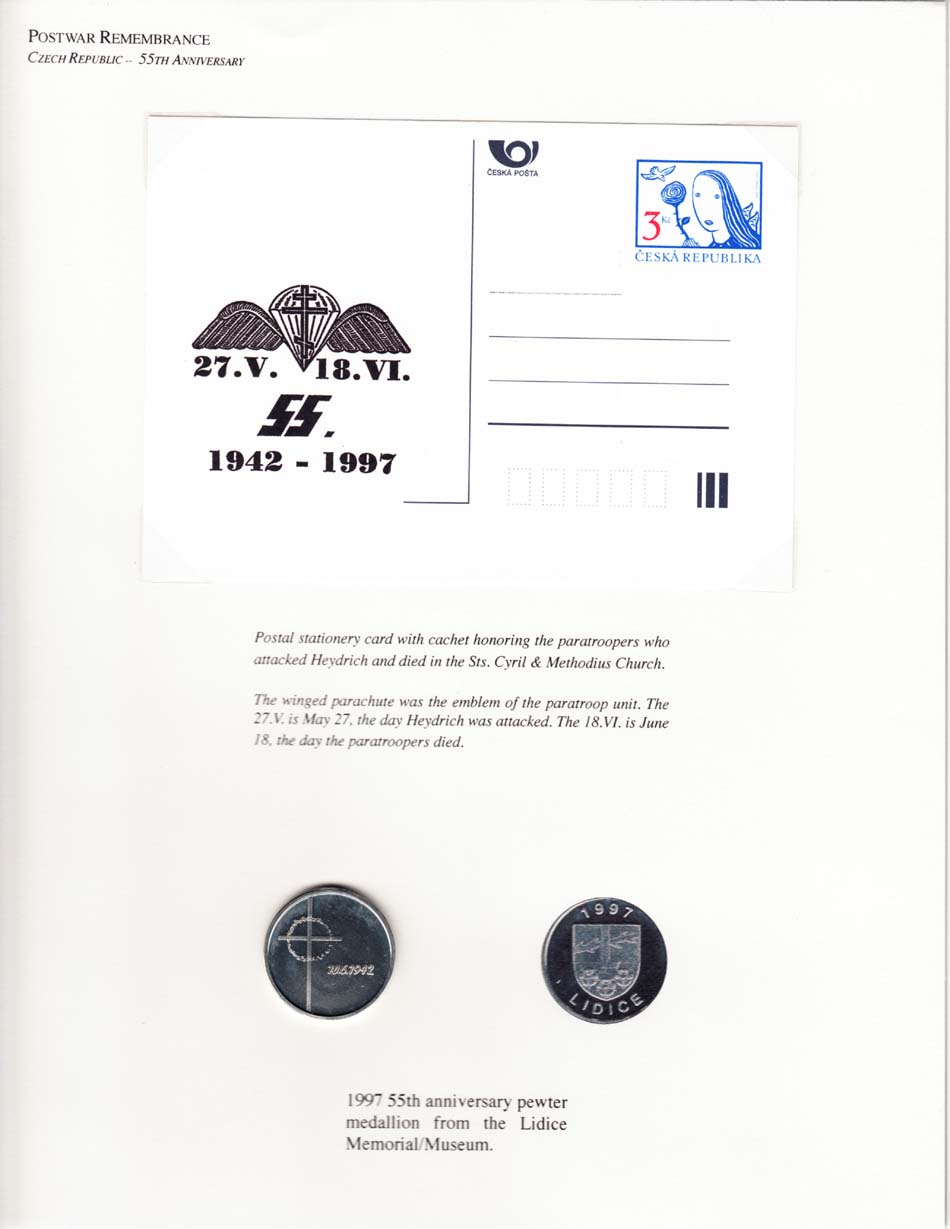 POSTWAR REMEMBRANCE
CZECH REPUBLIC -- 55TH ANNIVERSARY
ČESKÁ POŠTA
3 Kč
ČESKÁ REPUBLIKA
27.V. 18.VI.
55.
1942 - 1997
Postal stationery card with cachet honoring the paratroopers who
attacked Heydrich and died in the Sts. Cyril & Methodius Church.
The winged parachute was the emblem of the paratroop unit. The
27.V. is May 27, the day Heydrich was attacked. The 18.VI. is June
18, the day the paratroopers died.
10.6.1942
1997
LIDICE
1997 55th anniversary pewter
medallion from the Lidice
Memorial/Museum.